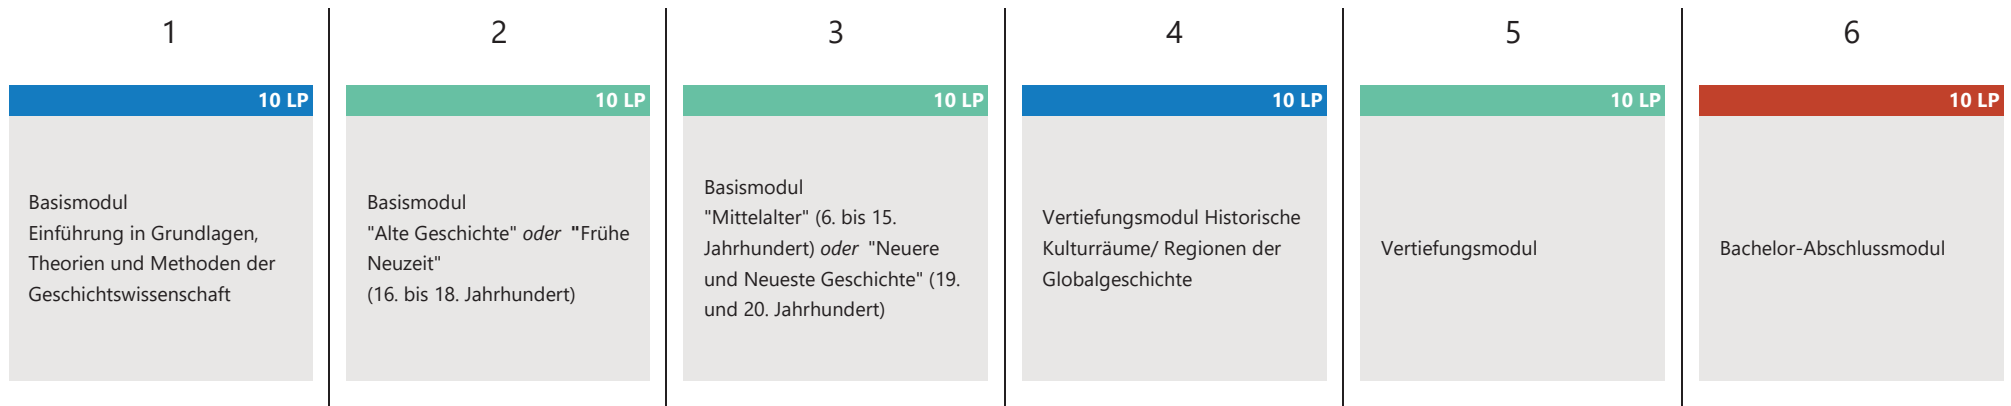 1
10 LP
Basismodul
Einführung in Grundlagen,
Theorien und Methoden der
Geschichtswissenschaft
2
10 LP
Basismodul
"Alte Geschichte" oder "Frühe
Neuzeit"
(16. bis 18. Jahrhundert)
3
10 LP
Basismodul
"Mittelalter" (6. bis 15.
Jahrhundert) oder "Neuere
und Neueste Geschichte" (19.
und 20. Jahrhundert)
4
10 LP
Vertiefungsmodul Historische
Kulturräume/ Regionen der
Globalgeschichte
5
10 LP
Vertiefungsmodul
6
10 LP
Bachelor-Abschlussmodul